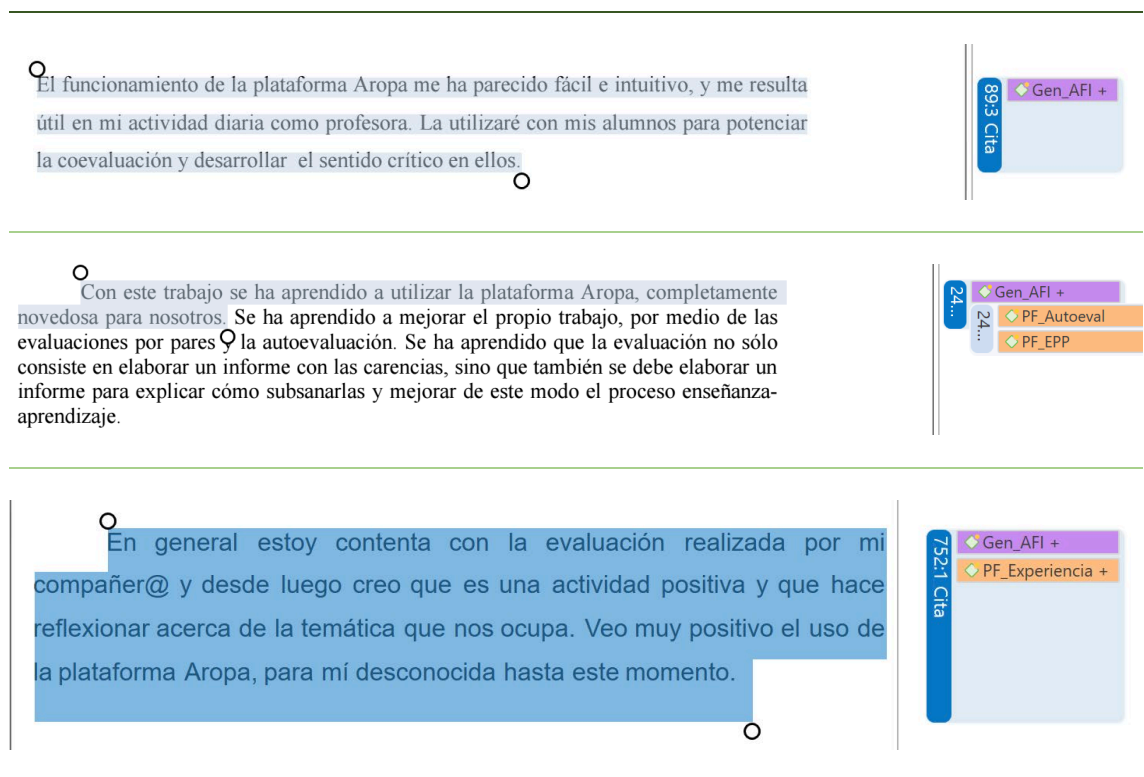 El funcionamiento de la plataforma Aropa me ha parecido fácil e intuitivo, y me resulta
útil en mi actividad diaria como profesora. La utilizaré con mis alumnos para potenciar
la coevaluación y desarrollar el sentido crítico en ellos.
89:3 Cita
Gen_AFI +
Con este trabajo se ha aprendido a utilizar la plataforma Aropa, completamente
novedosa para nosotros. Se ha aprendido a mejorar el propio trabajo, por medio de las
evaluaciones por pares y la autoevaluación. Se ha aprendido que la evaluación no sólo
consiste en elaborar un informe con las carencias, sino que también se debe elaborar un
informe para explicar cómo subsanarlas y mejorar de este modo el proceso enseñanza-
aprendizaje.
24...
Gen_AFI +
24...
PF_Autoeval
PF_EPP
En general estoy contenta con la evaluación realizada por mi
compañer@ y desde luego creo que es una actividad positiva y que hace
reflexionar acerca de la temática que nos ocupa. Veo muy positivo el uso de
la plataforma Aropa, para mí desconocida hasta este momento.
752:1 Cita
Gen_AFI +
PF_Experiencia +